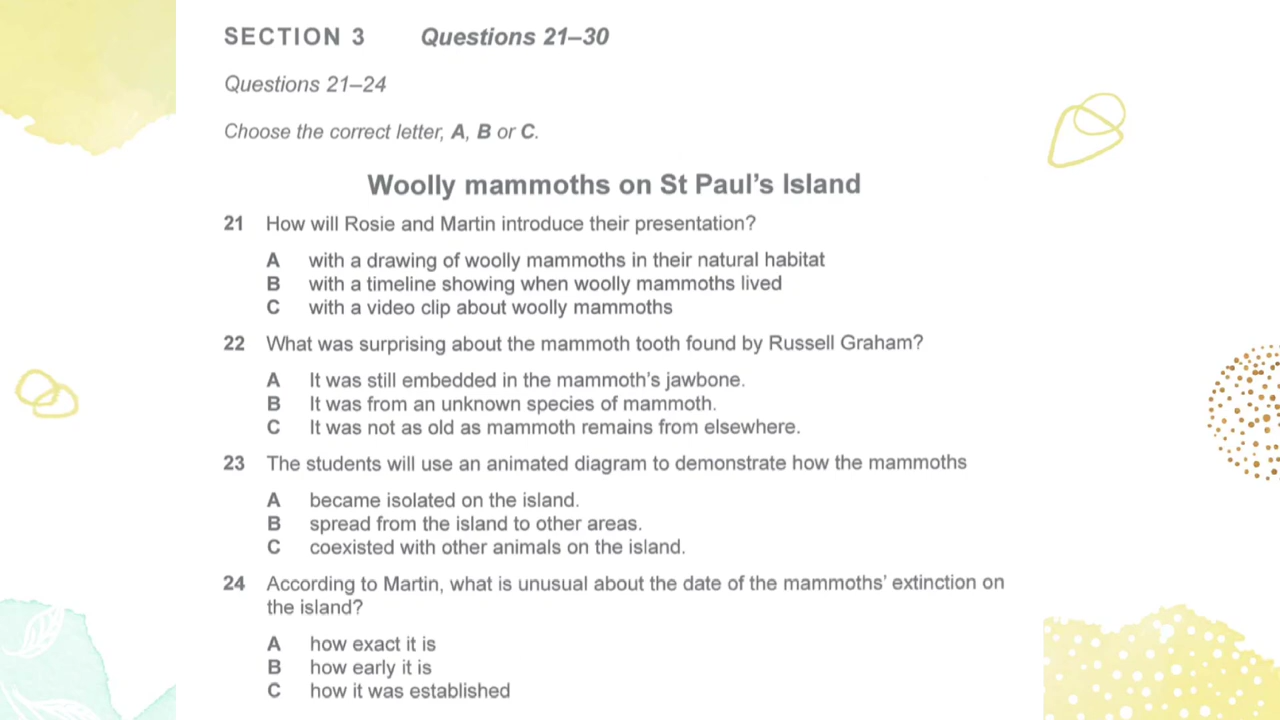 SECTION 3 Questions 21–30
Questions 21–24
Choose the correct letter, A, B or C.
Woolly mammoths on St Paul's Island
21 How will Rosie and Martin introduce their presentation?
A with a drawing of woolly mammoths in their natural habitat
B with a timeline showing when woolly mammoths lived
C with a video clip about woolly mammoths
22 What was surprising about the mammoth tooth found by Russell Graham?
A It was still embedded in the mammoth's jawbone.
B It was from an unknown species of mammoth.
C It was not as old as mammoth remains from elsewhere.
23 The students will use an animated diagram to demonstrate how the mammoths
A became isolated on the island.
B spread from the island to other areas.
C coexisted with other animals on the island.
24 According to Martin, what is unusual about the date of the mammoths' extinction on
the island?
A how exact it is
B how early it is
C how it was established